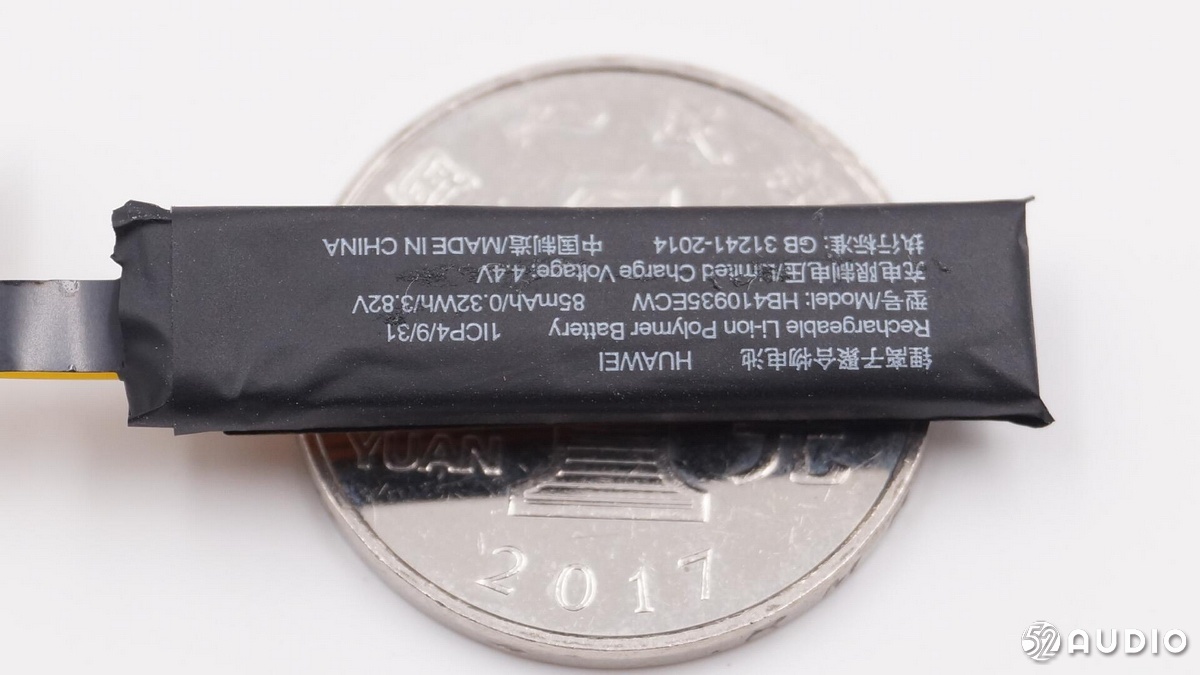 锂离子聚合物电池 HUAWEI
Rechargeable Li-ion Polymer Battery 1ICP4/9/31
型号/Model: HB410935ECW 85mAh/0.32Wh/3.82V
充电限制电压/Limited Charge Voltage: 4.4V
执行标准: GB 31241-2014 中国制造/MADE IN CHINA
YUAN
2017
52AUDIO